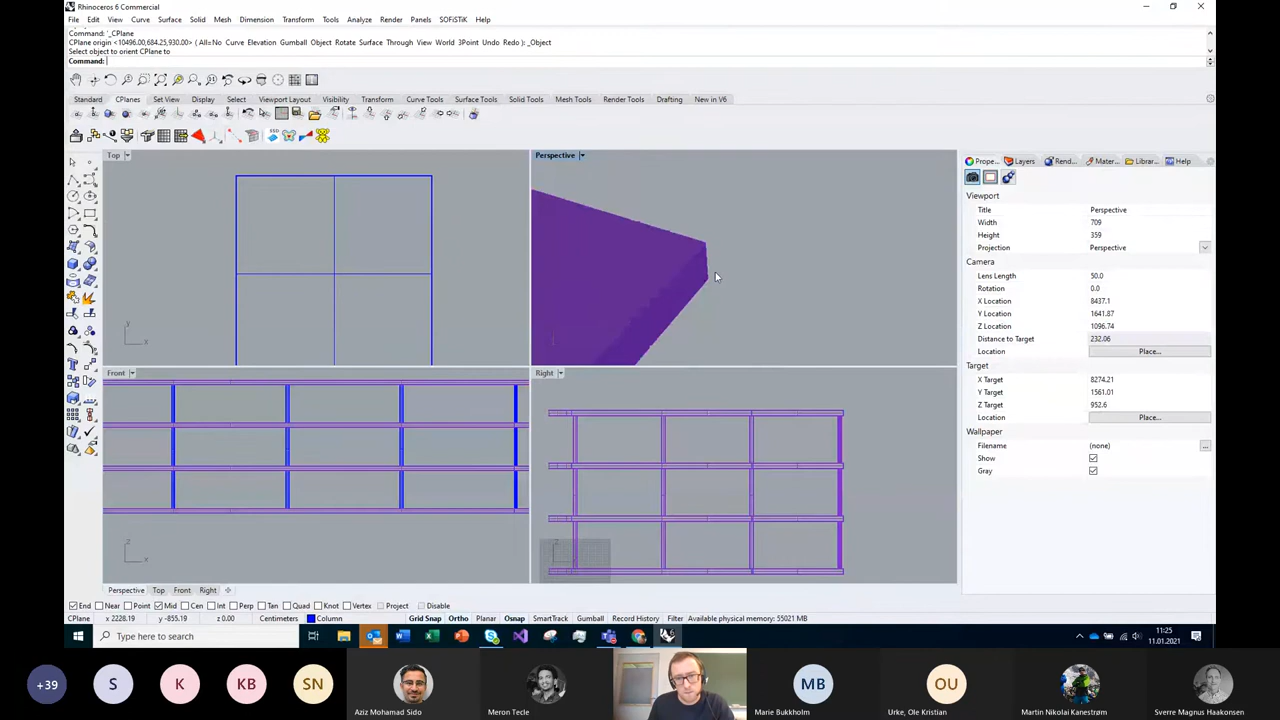 Rhinoceros 6 Commercial
File Edit View Curve Surface Solid Mesh Dimension Transform Tools Analyze Render Panels SOFiSTiK Help
Command: '_CPlane
CPlane origin <10496.00,684.25,930.00> ( All=No Curve Elevation Gumball Object Rotate Surface Through View World 3Point Undo Redo ): _Object
Select object to orient CPlane to
Command:
Standard CPlanes Set View Display Select Viewport Layout Visibility Transform Curve Tools Surface Tools Solid Tools Mesh Tools Render Tools Drafting New in V6
Top
Perspective
Prope... Layers Rend... Mater... Librar... Help
Viewport
Title Perspective
Width 709
Height 359
Projection Perspective
Camera
Lens Length 50.0
Rotation 0.0
X Location 8437.1
Y Location 1641.87
Z Location 1096.74
Distance to Target 232.06
Location Place...
Target
X Target 8274.21
Y Target 1561.01
Z Target 952.6
Location Place...
Wallpaper
Filename (none) ...
Show
Gray
y
x
Front
Right
z
x
Perspective Top Front Right
End Near Point Mid Cen Int Perp Tan Quad Knot Vertex Project Disable
CPlane x 2228.19 y -855.19 z 0.00 Centimeters Column Grid Snap Ortho Planar Osnap SmartTrack Gumball Record History Filter Available physical memory: 55021 MB
Type here to search
11:25
11.01.2021
+39 S K KB SN MB OU
Aziz Mohamad Sido Meron Tecle Marie Bukkholm Urke, Ole Kristian Martin Nikolai Kanestrøm Sverre Magnus Haakonsen